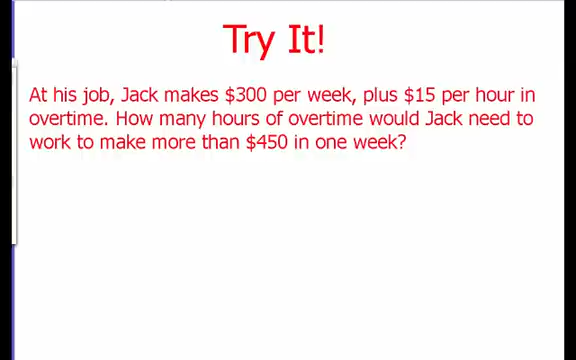 Try It!
At his job, Jack makes $300 per week, plus $15 per hour in
overtime. How many hours of overtime would Jack need to
work to make more than $450 in one week?